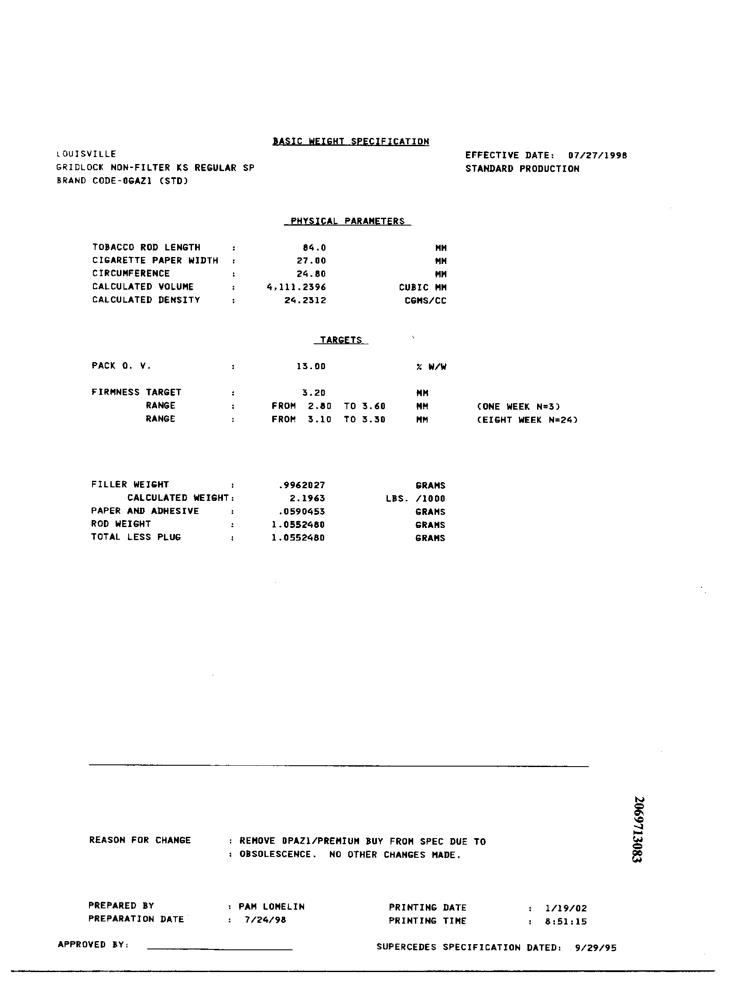 BASIC WEIGHT SPECIFICATION
LOUISVILLE EFFECTIVE DATE: 07/27/1998
GRIDLOCK NON-FILTER KS REGULAR SP STANDARD PRODUCTION
BRAND CODE-0GAZ1 (STD)
PHYSICAL PARAMETERS
TOBACCO ROD LENGTH : 84.0 MM
CIGARETTE PAPER WIDTH : 27.00 MM
CIRCUMFERENCE : 24.80 MM
CALCULATED VOLUME : 4,111.2396 CUBIC MM
CALCULATED DENSITY : 24.2312 CGMS/CC
TARGETS
PACK O. V. : 13.00 % W/W
FIRMNESS TARGET : 3.20 MM
RANGE : FROM 2.80 TO 3.60 MM (ONE WEEK N=3)
RANGE : FROM 3.10 TO 3.30 MM (EIGHT WEEK N=24)
FILLER WEIGHT : .9962027 GRAMS
CALCULATED WEIGHT: 2.1963 LBS. /1000
PAPER AND ADHESIVE : .0590453 GRAMS
ROD WEIGHT : 1.0552480 GRAMS
TOTAL LESS PLUG : 1.0552480 GRAMS
2069713083
REASON FOR CHANGE : REMOVE 0PAZ1/PREMIUM BUY FROM SPEC DUE TO
: OBSOLESCENCE. NO OTHER CHANGES MADE.
PREPARED BY : PAM LOMELIN PRINTING DATE : 1/19/02
PREPARATION DATE : 7/24/98 PRINTING TIME : 8:51:15
APPROVED BY: SUPERCEDES SPECIFICATION DATED: 9/29/95